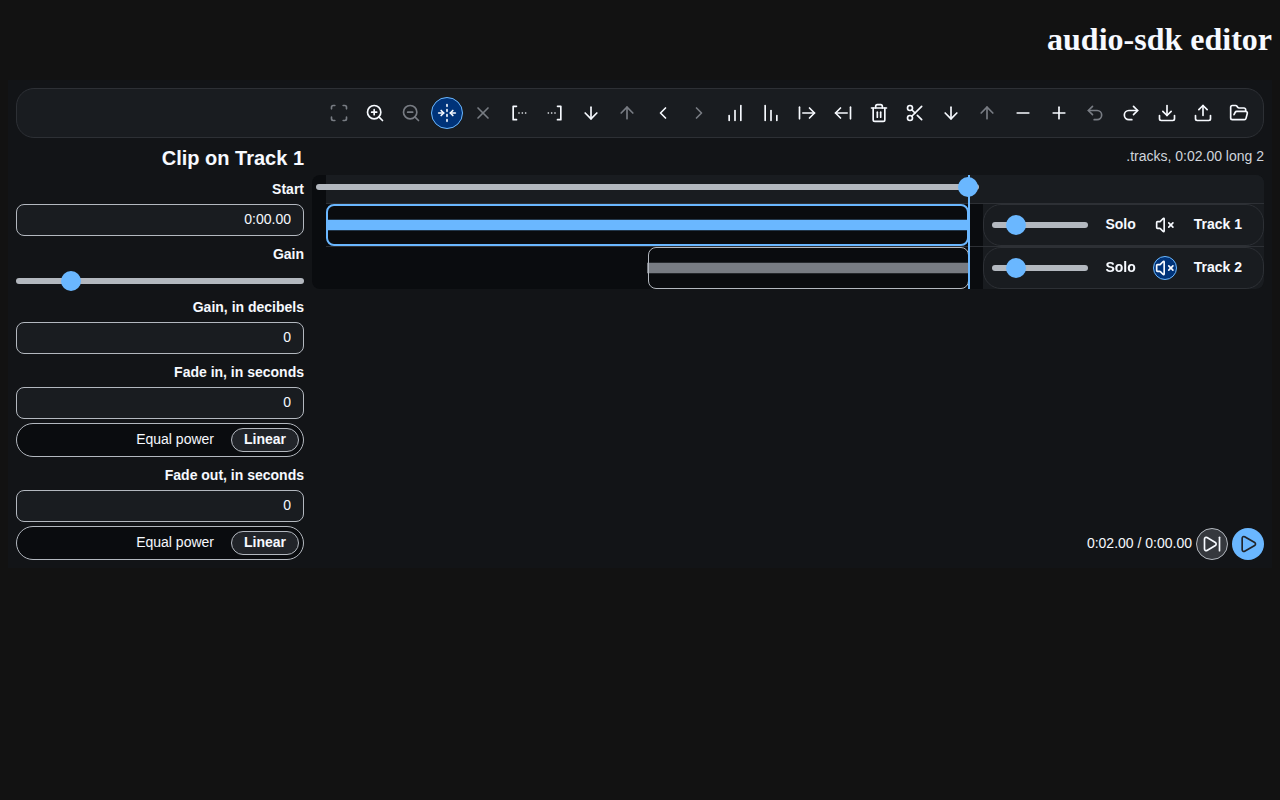 audio-sdk editor
Clip on Track 1
.tracks, 0:02.00 long 2
Start
0:00.00
Solo
Track 1
Gain
Solo
Track 2
Gain, in decibels
0
Fade in, in seconds
0
Equal power
Linear
Fade out, in seconds
0
Equal power
Linear
0:02.00 / 0:00.00